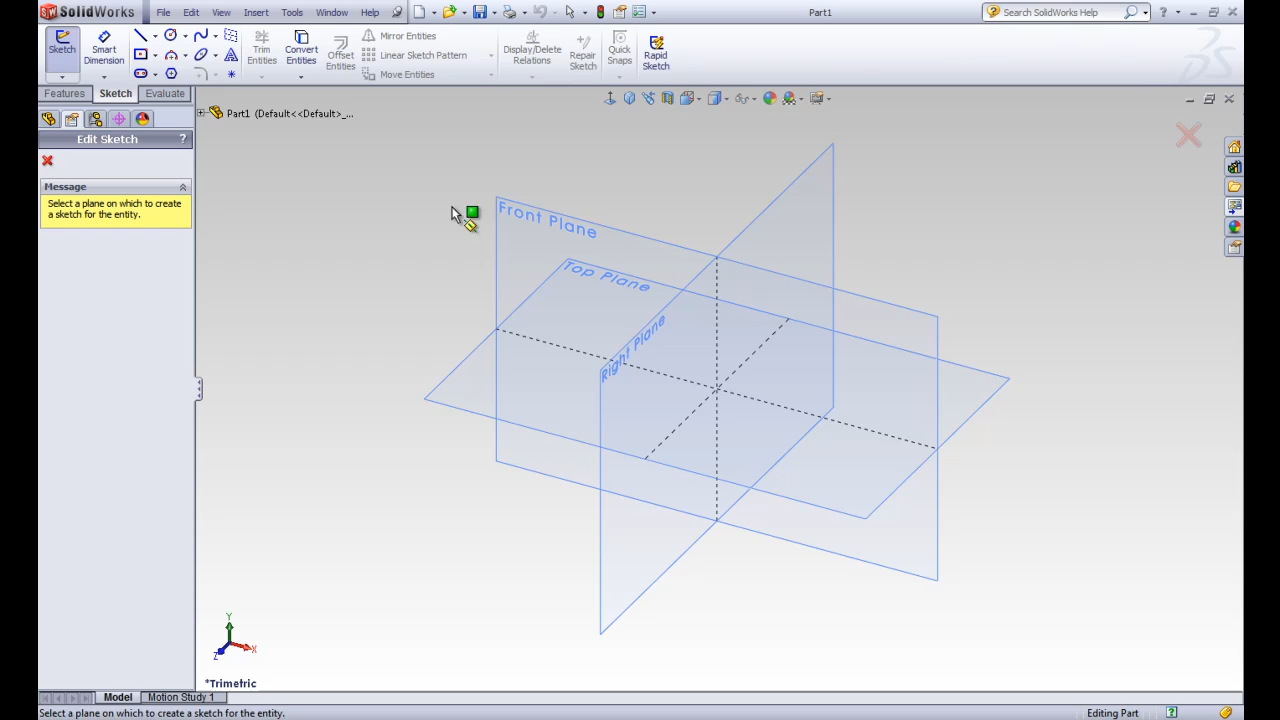 SolidWorks File Edit View Insert Tools Window Help Part1 Search SolidWorks Help
Sketch Smart Dimension Trim Entities Convert Entities Offset Entities Mirror Entities Linear Sketch Pattern Move Entities Display/Delete Relations Repair Sketch Quick Snaps Rapid Sketch
Features Sketch Evaluate
Part1 (Default<<Default>_...
Edit Sketch ?
Message
Select a plane on which to create
a sketch for the entity.
Front Plane
Top Plane
Right Plane
Y
X
Z
*Trimetric
Model Motion Study 1
Select a plane on which to create a sketch for the entity. Editing Part